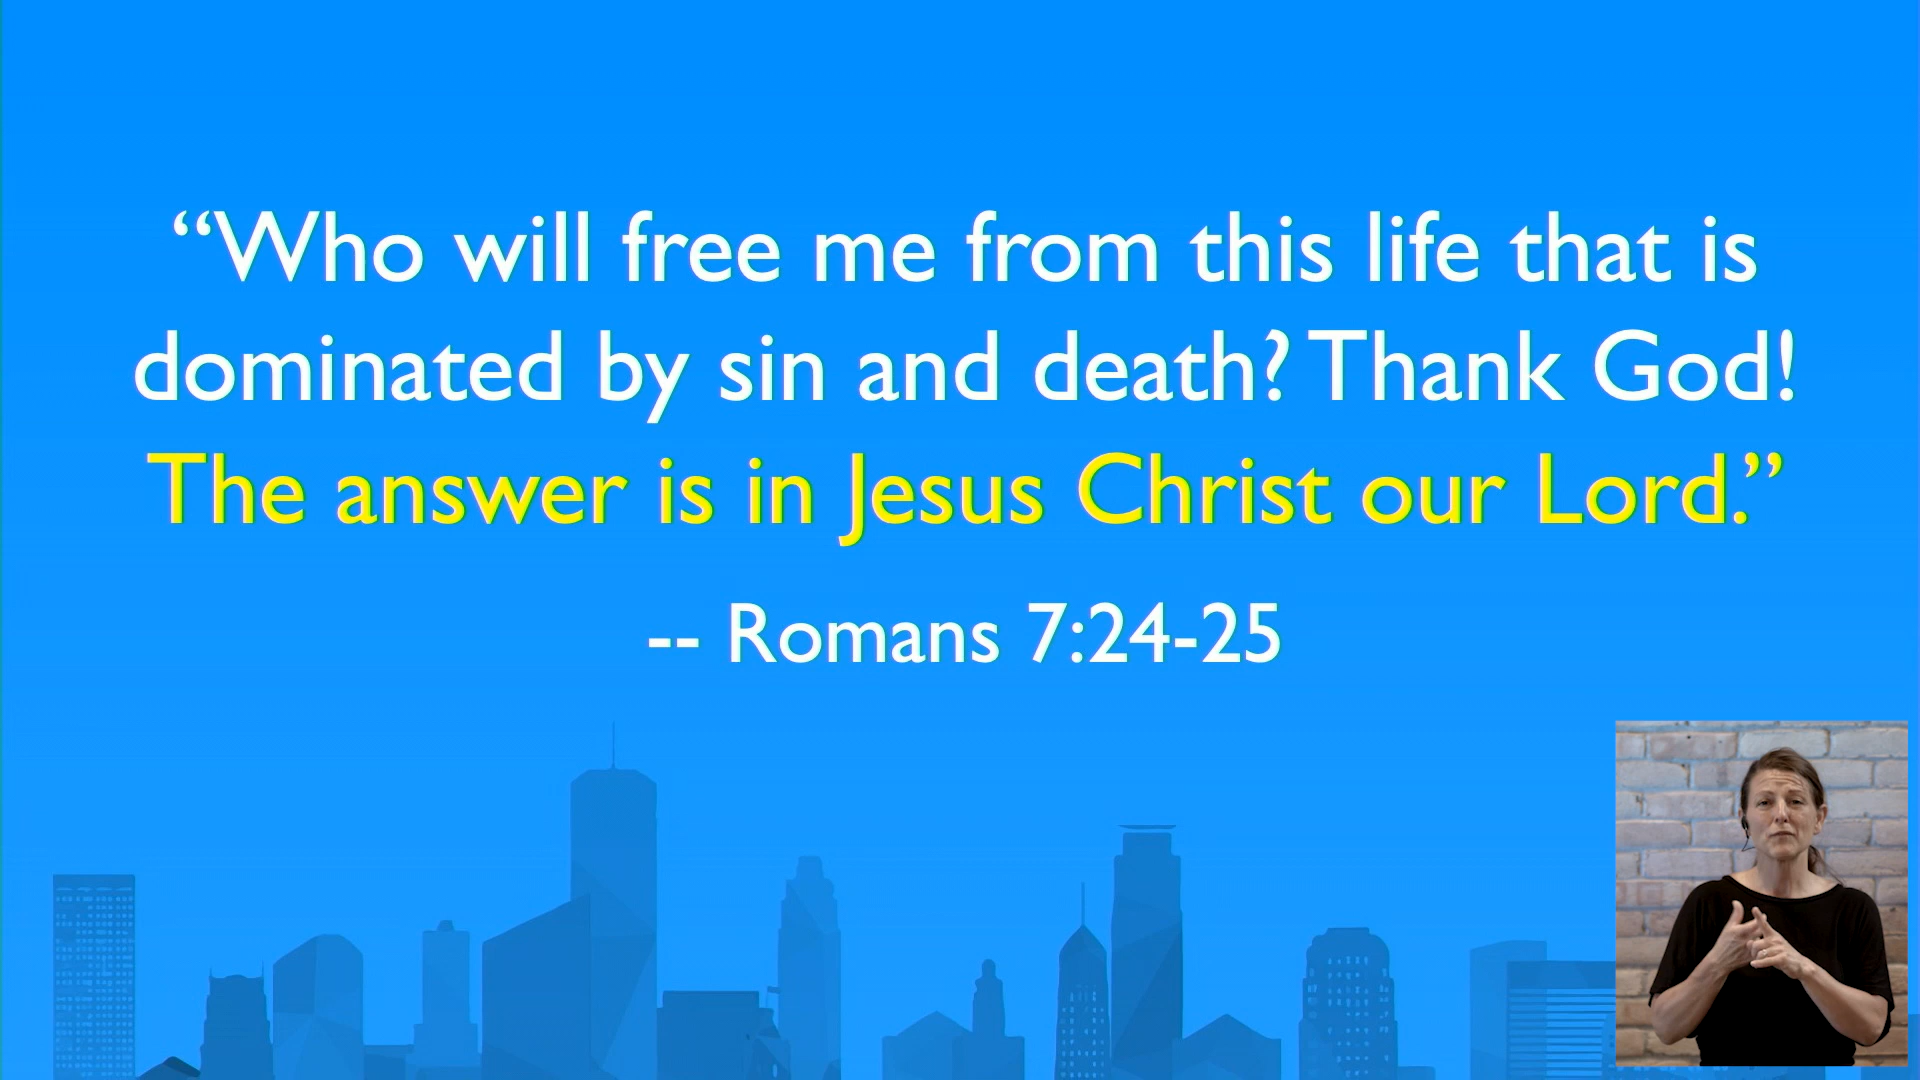 “Who will free me from this life that is
dominated by sin and death? Thank God!
The answer is in Jesus Christ our Lord.”
-- Romans 7:24-25